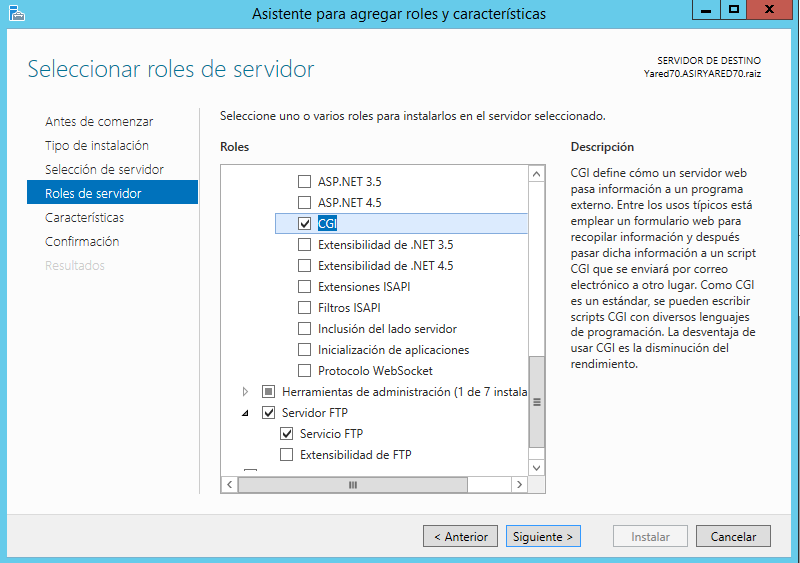 Asistente para agregar roles y características
Seleccionar roles de servidor
SERVIDOR DE DESTINO
Yared70.ASIRYARED70.raiz
Antes de comenzar
Tipo de instalación
Selección de servidor
Roles de servidor
Características
Confirmación
Resultados
Seleccione uno o varios roles para instalarlos en el servidor seleccionado.
Roles
ASP.NET 3.5
ASP.NET 4.5
CGI
Extensibilidad de .NET 3.5
Extensibilidad de .NET 4.5
Extensiones ISAPI
Filtros ISAPI
Inclusión del lado servidor
Inicialización de aplicaciones
Protocolo WebSocket
Herramientas de administración (1 de 7 instala
Servidor FTP
Servicio FTP
Extensibilidad de FTP
Descripción
CGI define cómo un servidor web
pasa información a un programa
externo. Entre los usos típicos está
emplear un formulario web para
recopilar información y después
pasar dicha información a un script
CGI que se enviará por correo
electrónico a otro lugar. Como CGI
es un estándar, se pueden escribir
scripts CGI con diversos lenguajes
de programación. La desventaja de
usar CGI es la disminución del
rendimiento.
< Anterior
Siguiente >
Instalar
Cancelar